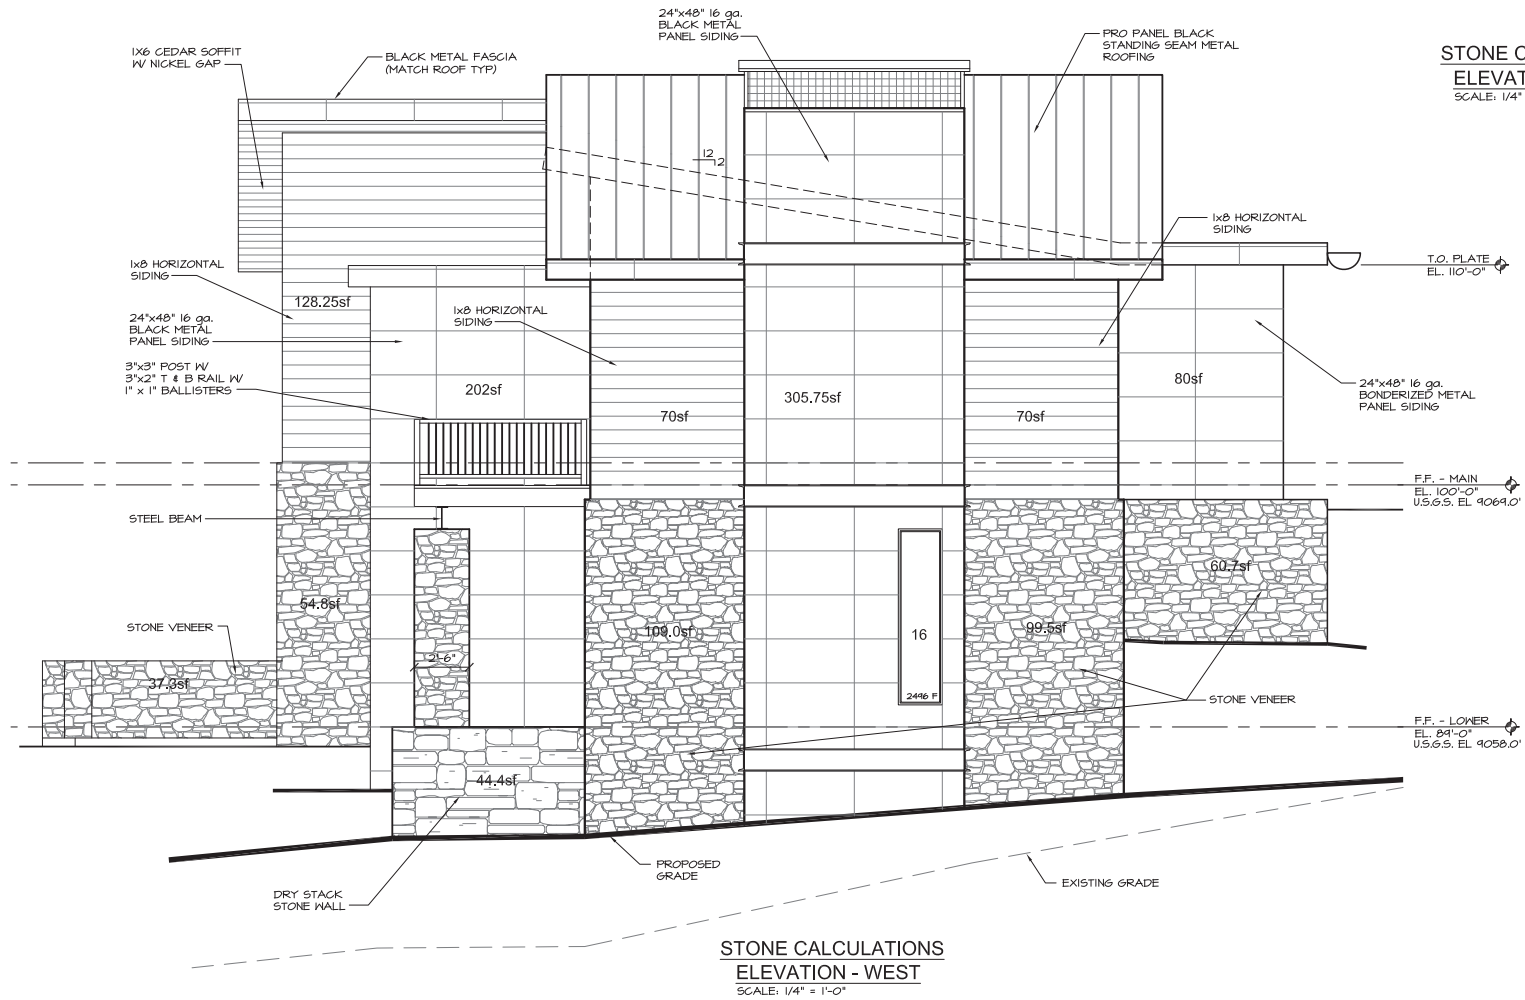 24"x48" 16 ga.
BLACK METAL
PANEL SIDING
1X6 CEDAR SOFFIT
W/ NICKEL GAP
BLACK METAL FASCIA
(MATCH ROOF TYP)
PRO PANEL BLACK
STANDING SEAM METAL
ROOFING
STONE C
ELEVAT
SCALE: 1/4"
12
2
1x8 HORIZONTAL
SIDING
1x8 HORIZONTAL
SIDING
T.O. PLATE
EL. 110'-0"
128.25sf
24"x48" 16 ga.
BLACK METAL
PANEL SIDING
1x8 HORIZONTAL
SIDING
3"x3" POST W/
3"x2" T & B RAIL W/
1" x 1" BALLISTERS
202sf
70sf
305.75sf
70sf
80sf
24"x48" 16 ga.
BONDERIZED METAL
PANEL SIDING
F.F. - MAIN
EL. 100'-0"
U.S.G.S. EL 9069.0'
STEEL BEAM
54.8sf
60.7sf
STONE VENEER
109.0sf
16
99.5sf
2'-6"
37.3sf
2496 F
STONE VENEER
F.F. - LOWER
EL. 89'-0"
U.S.G.S. EL 9058.0'
44.4sf
PROPOSED
GRADE
EXISTING GRADE
DRY STACK
STONE WALL
STONE CALCULATIONS
ELEVATION - WEST
SCALE: 1/4" = 1'-0"